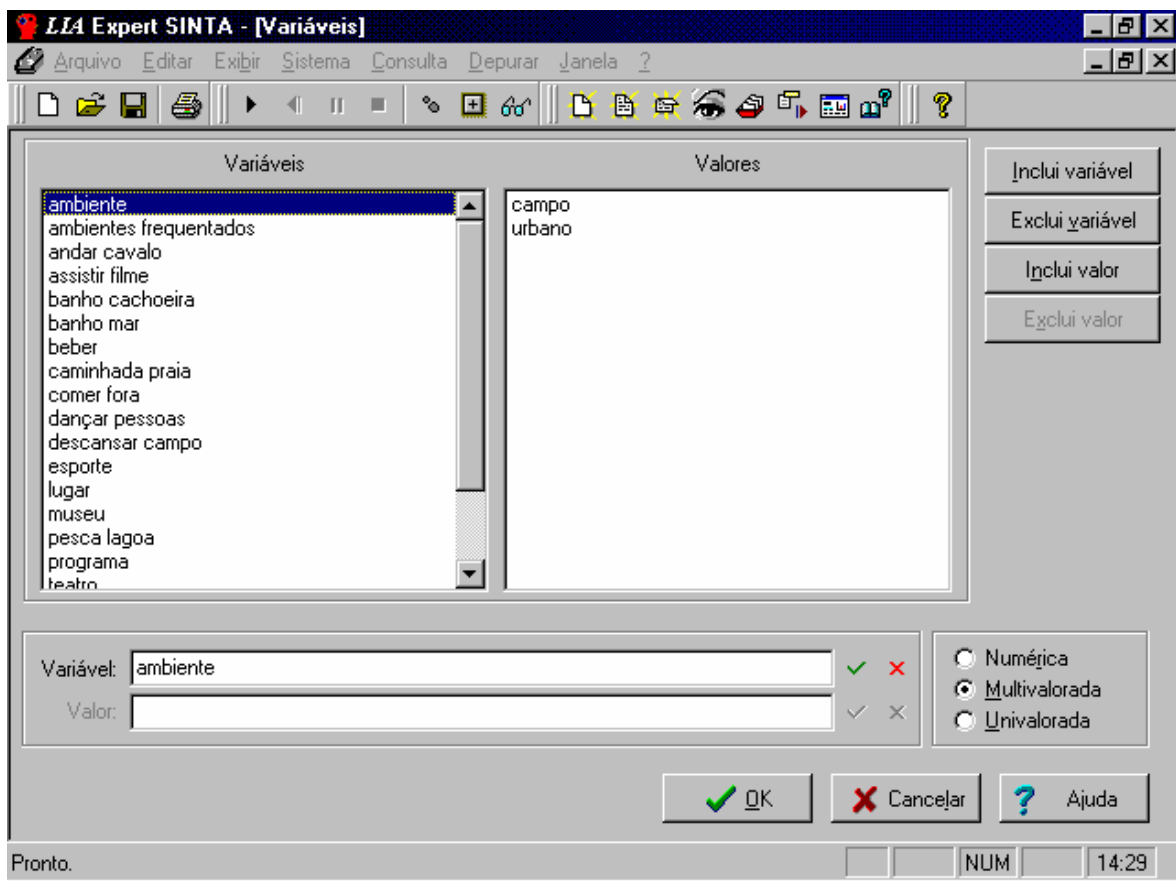 LIA Expert SINTA - [Variáveis]
Arquivo Editar Exibir Sistema Consulta Depurar Janela ?
Variáveis
Valores
ambiente
ambientes frequentados
andar cavalo
assistir filme
banho cachoeira
banho mar
beber
caminhada praia
comer fora
dançar pessoas
descansar campo
esporte
lugar
museu
pesca lagoa
programa
teatro
campo
urbano
Inclui variável
Exclui variável
Inclui valor
Exclui valor
Variável: ambiente
Valor:
Numérica
Multivalorada
Univalorada
OK
Cancelar
Ajuda
Pronto.
NUM
14:29